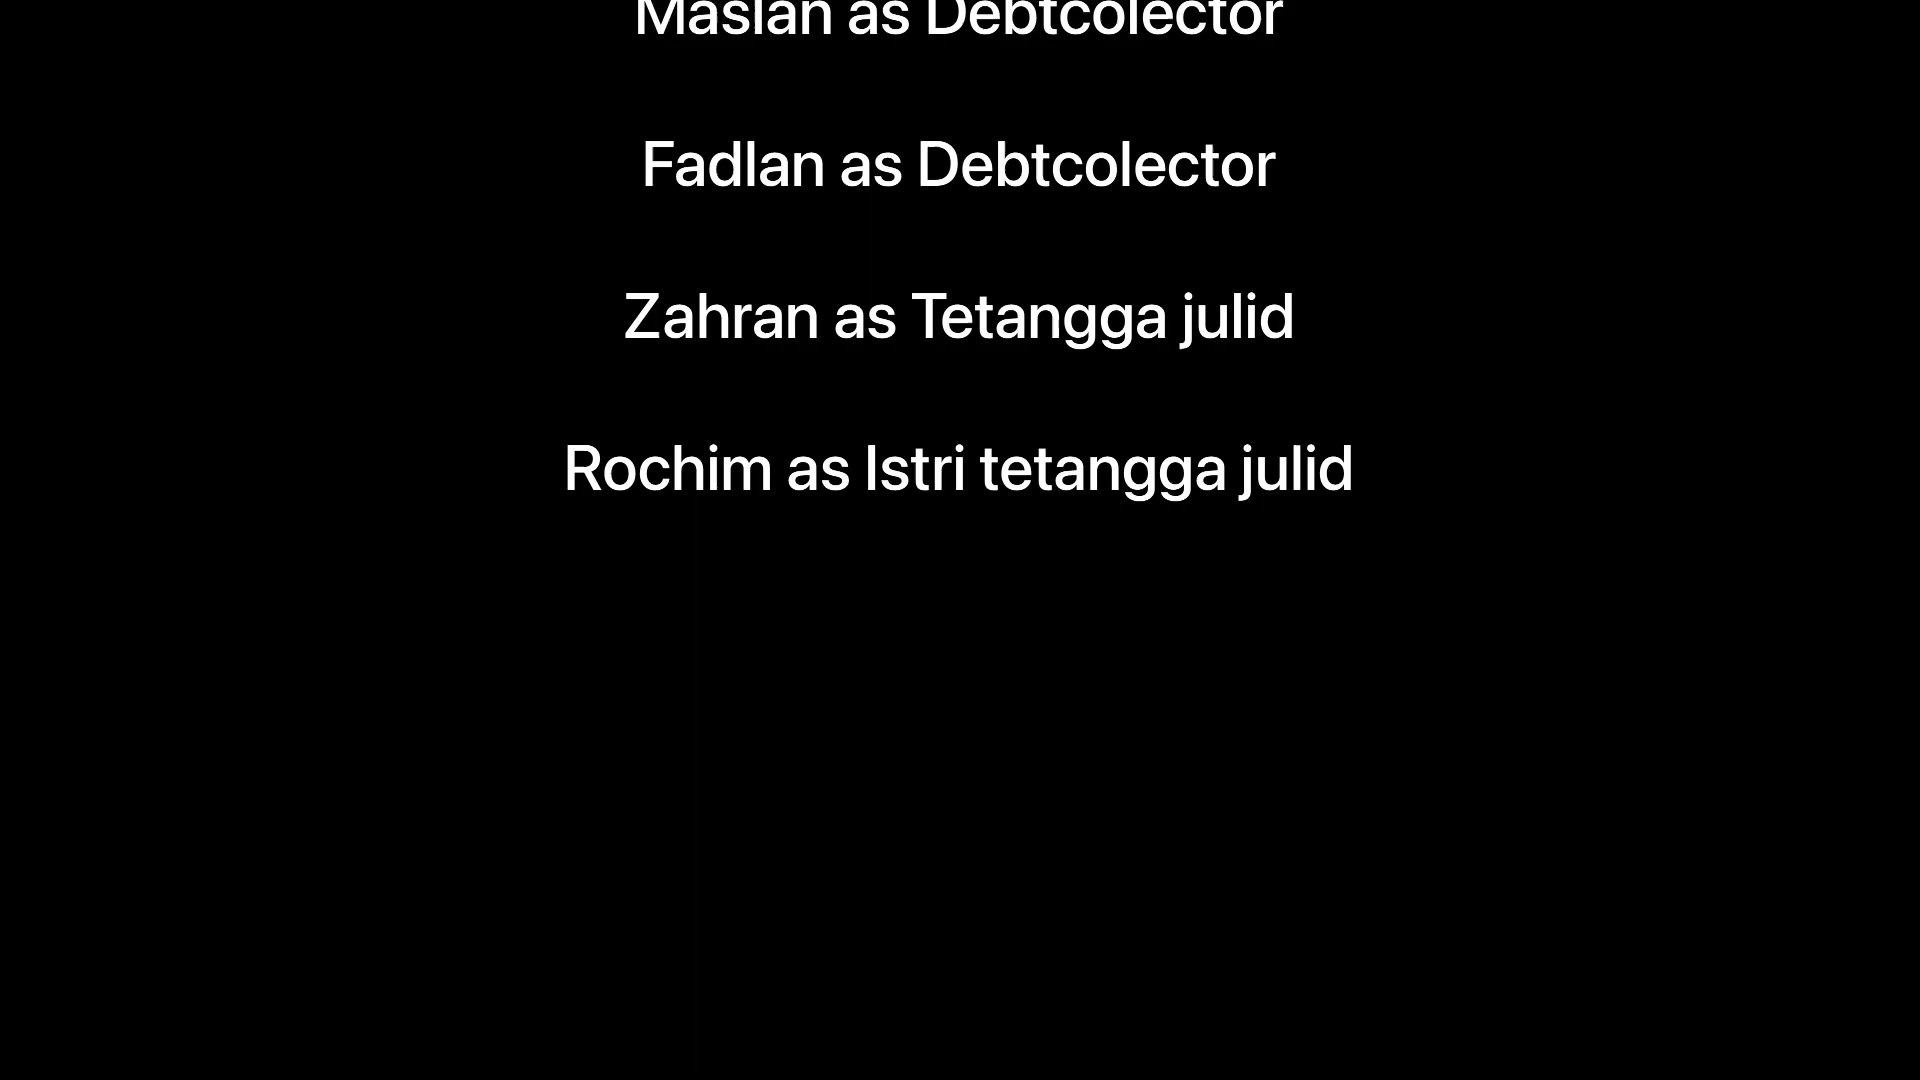 Maslan as Debtcolector
Fadlan as Debtcolector
Zahran as Tetangga julid
Rochim as Istri tetangga julid